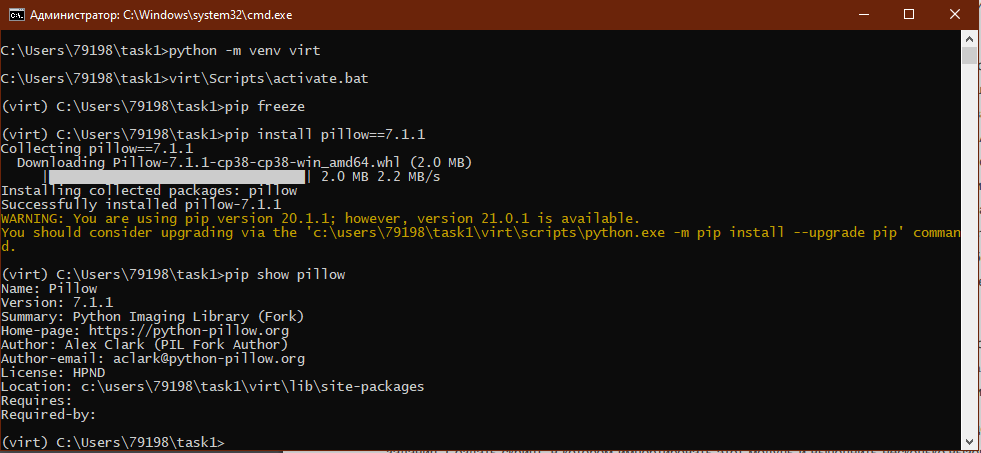 Администратор: C:\Windows\system32\cmd.exe
C:\Users\79198\task1>python -m venv virt
C:\Users\79198\task1>virt\Scripts\activate.bat
(virt) C:\Users\79198\task1>pip freeze
(virt) C:\Users\79198\task1>pip install pillow==7.1.1
Collecting pillow==7.1.1
  Downloading Pillow-7.1.1-cp38-cp38-win_amd64.whl (2.0 MB)
| | 2.0 MB 2.2 MB/s
Installing collected packages: pillow
Successfully installed pillow-7.1.1
WARNING: You are using pip version 20.1.1; however, version 21.0.1 is available.
You should consider upgrading via the 'c:\users\79198\task1\virt\scripts\python.exe -m pip install --upgrade pip' comman
d.
(virt) C:\Users\79198\task1>pip show pillow
Name: Pillow
Version: 7.1.1
Summary: Python Imaging Library (Fork)
Home-page: https://python-pillow.org
Author: Alex Clark (PIL Fork Author)
Author-email: aclark@python-pillow.org
License: HPND
Location: c:\users\79198\task1\virt\lib\site-packages
Requires:
Required-by:
(virt) C:\Users\79198\task1>